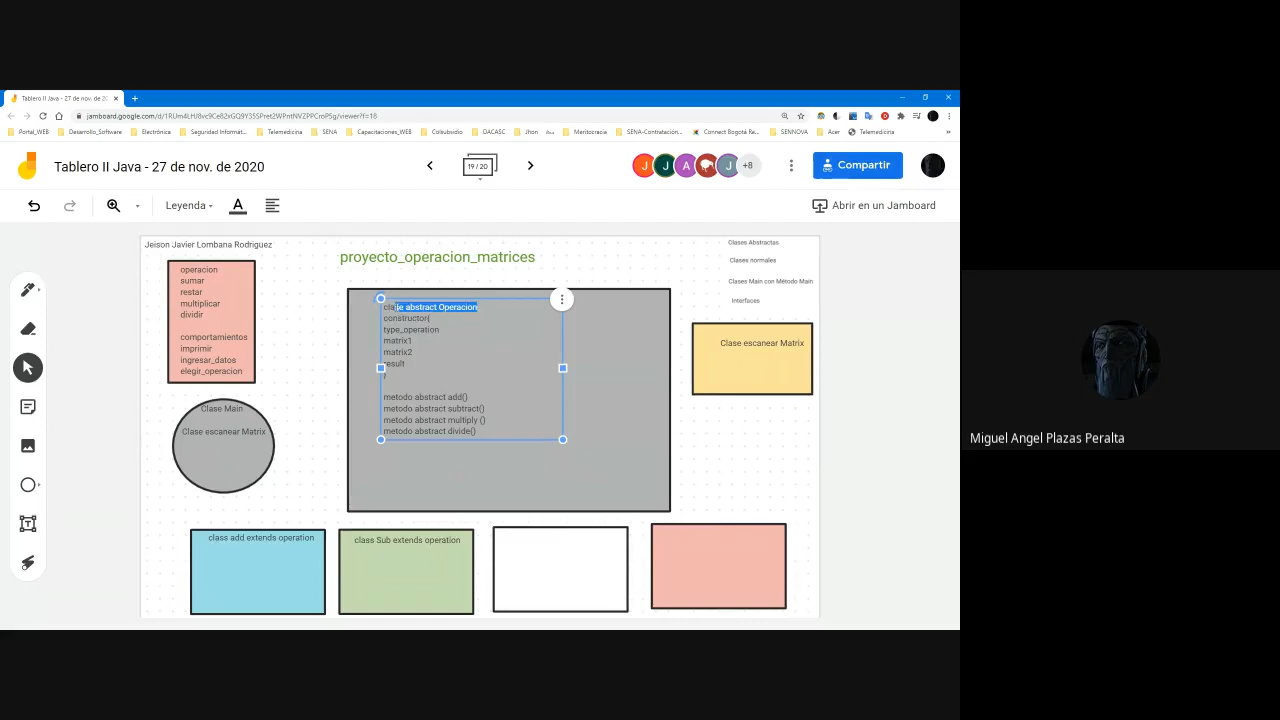 Tablero II Java - 27 de nov. de 20
jamboard.google.com/d/1RUm4LHJ8vc9Ce82xGQ9Y35SPret2WPntNVZPPCroP5g/viewer?f=18
Portal_WEB
Desarrollo_Software
Electrónica
Seguridad Informat...
Telemedicina
SENA
Capacitaciones_WEB
Colsubsidio
OACASC
Jhon
Meritocracia
SENA-Contratación...
Connect Bogotá Re...
SENNOVA
Acer
Telemedicina
Tablero II Java - 27 de nov. de 2020
19 / 20
J
J
A
J
+8
Compartir
Leyenda
A
Abrir en un Jamboard
Jeison Javier Lombana Rodriguez
proyecto_operacion_matrices
Clases Abstractas
Clases normales
Clases Main con Método Main
Interfaces
operacion
sumar
restar
multiplicar
dividir
comportamientos
imprimir
ingresar_datos
elegir_operacion
Clase Main
Clase escanear Matrix
abstract Operacion
constructor(
type_operation
matrix1
matrix2
result
)
metodo abstract add()
metodo abstract subtract()
metodo abstract multiply ()
metodo abstract divide()
Clase escanear Matrix
class add extends operation
class Sub extends operation
Miguel Angel Plazas Peralta